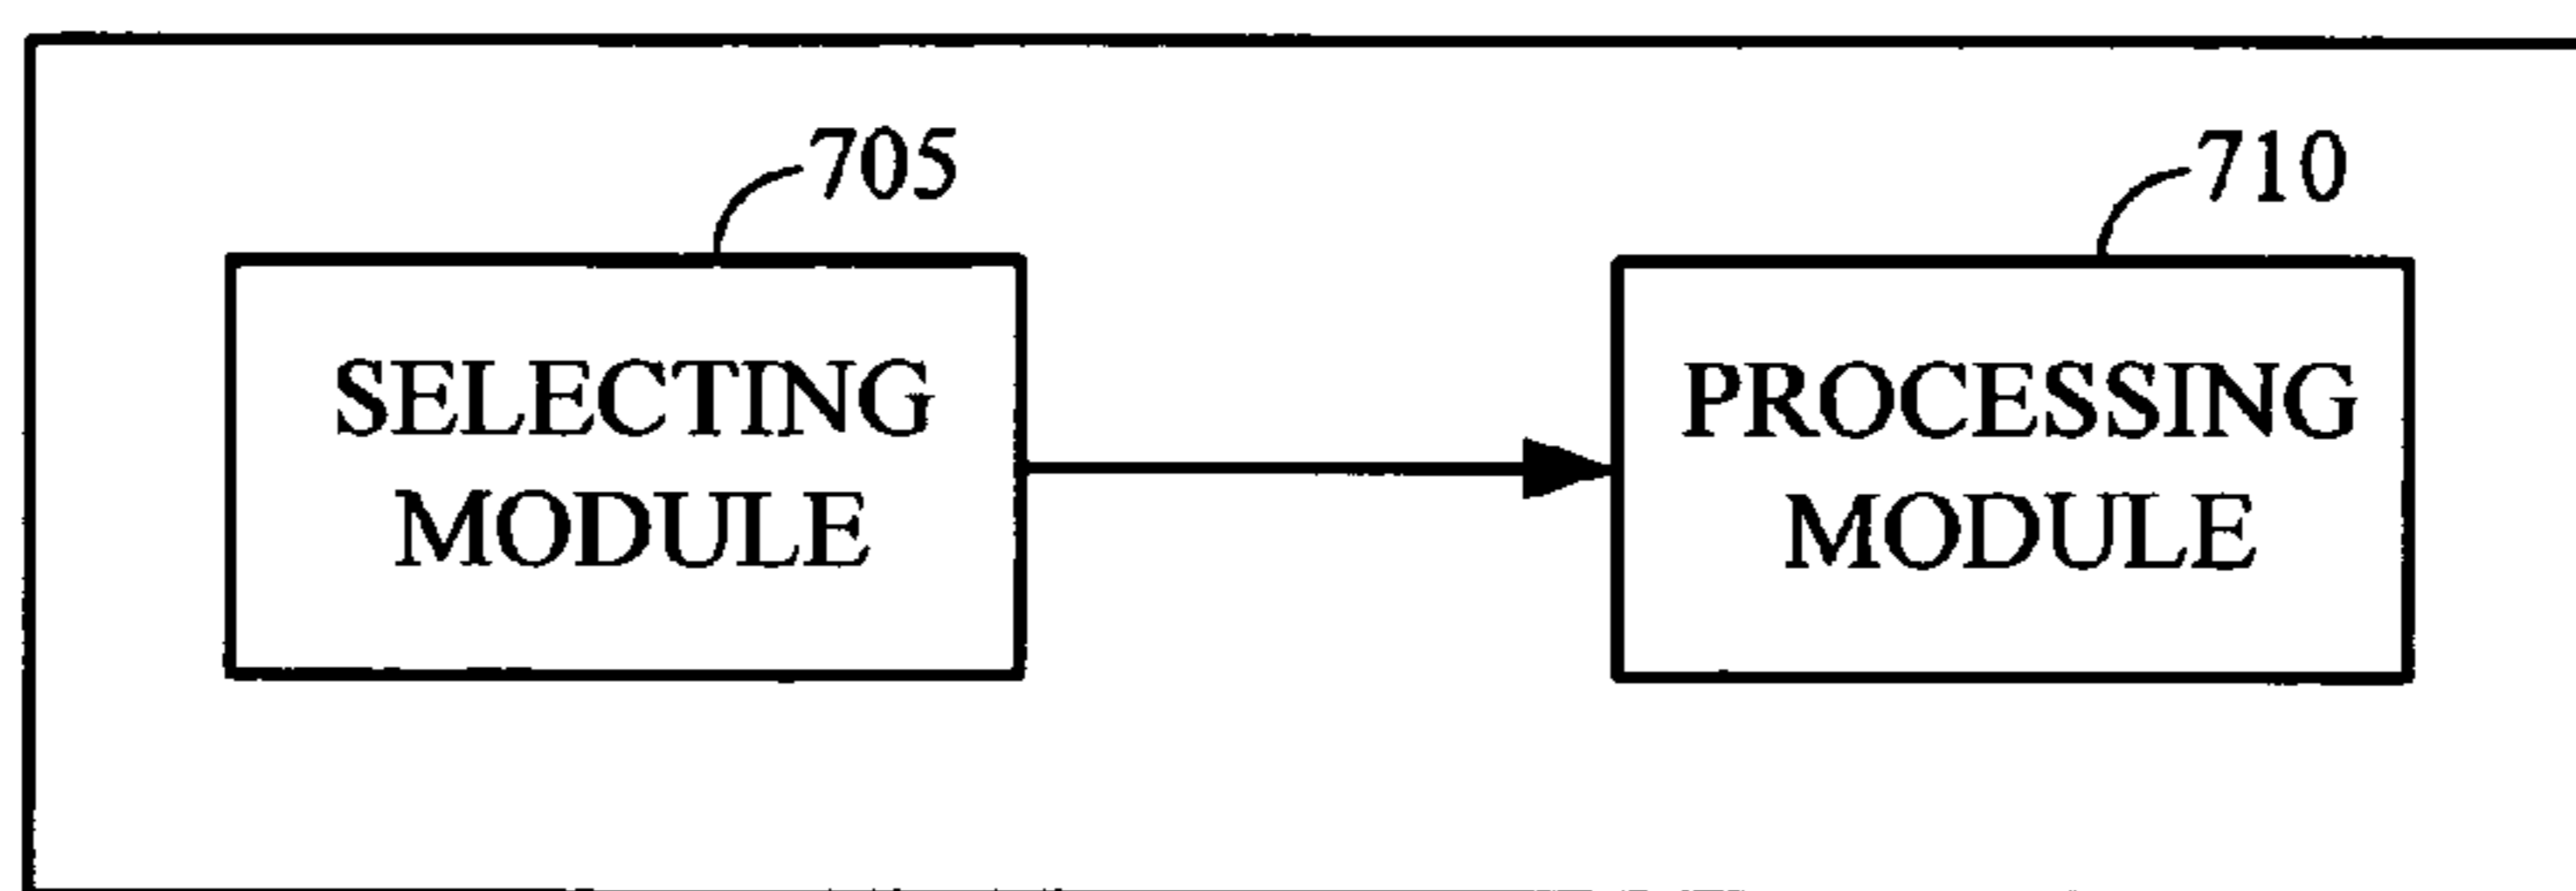 705
710
SELECTING
MODULE
PROCESSING
MODULE